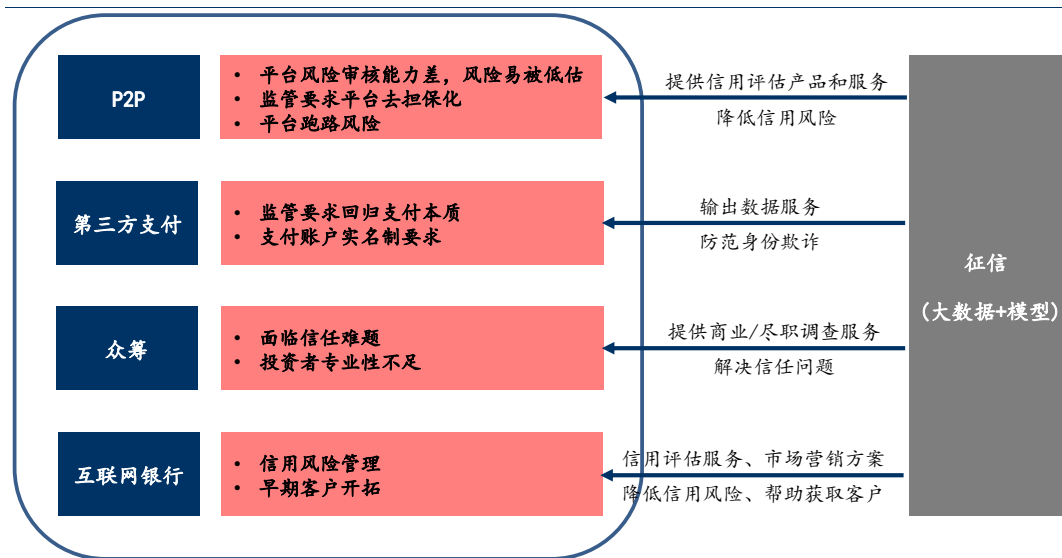 P2P
• 平台风险审核能力差，风险易被低估
• 监管要求平台去担保化
• 平台跑路风险
提供信用评估产品和服务
降低信用风险
第三方支付
• 监管要求回归支付本质
• 支付账户实名制要求
输出数据服务
防范身份欺诈
众筹
• 面临信任难题
• 投资者专业性不足
提供商业/尽职调查服务
解决信任问题
互联网银行
• 信用风险管理
• 早期客户开拓
信用评估服务、市场营销方案
降低信用风险、帮助获取客户
征信
（大数据+模型）